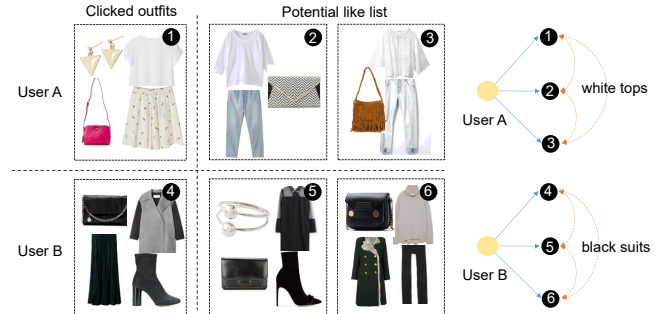 Clicked outfits
Potential like list
User A
1
2
3
1
2
3
User A
white tops
User B
4
5
6
4
5
6
User B
black suits